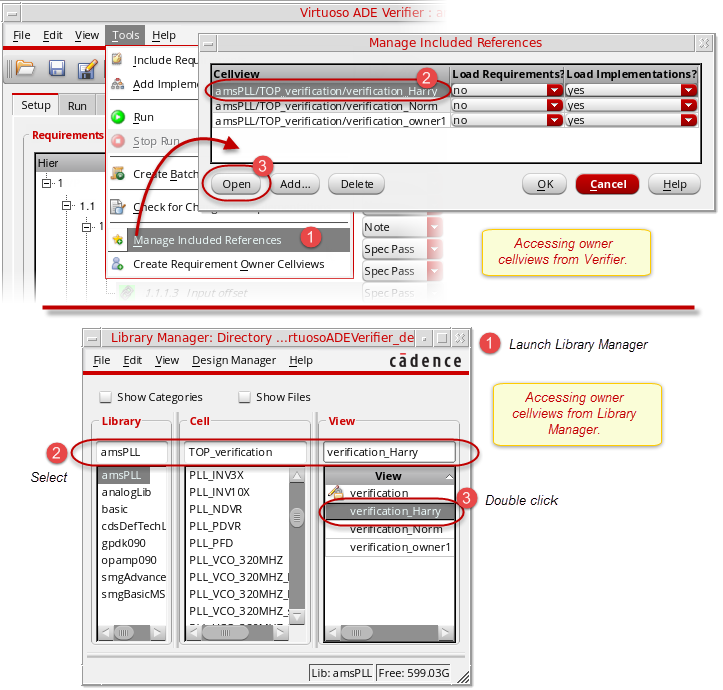 Virtuoso ADE Verifier : a
File Edit View Tools Help
Include Requ
Add Impleme
Run
Stop Run
Create Batch
Check for Chang
Manage Included References
1
Create Requirement Owner Cellviews
Setup Run
Requirements
Hier
1
1.1
1
1.1.1.3 Input offset
Note
Spec Pass
Spec Pass
Spec Pass
Manage Included References
Cellview Load Requirements? Load Implementations?
amsPLL/TOP_verification/verification_Harry no yes
2
amsPLL/TOP_verification/verification_Norm no yes
amsPLL/TOP_verification/verification_owner1 no yes
3
Open Add... Delete OK Cancel Help
Accessing owner
cellviews from Verifier.
Library Manager: Directory ...rtuosoADEVerifier_de
File Edit View Design Manager Help cādence
1 Launch Library Manager
Show Categories Show Files
Accessing owner
cellviews from Library
Manager.
Library Cell View
2
Select
amsPLL TOP_verification verification_Harry
amsPLL
analogLib
basic
cdsDefTechL
gpdk090
opamp090
smgAdvance
smgBasicMS
PLL_INV3X
PLL_INV10X
PLL_NDVR
PLL_PDVR
PLL_PFD
PLL_VCO_320MHZ
PLL_VCO_320MHZ_
PLL_VCO_320MHZ_
View
verification
verification_Harry
verification_Norm
verification_owner1
3 Double click
Lib: amsPLL Free: 599.03G